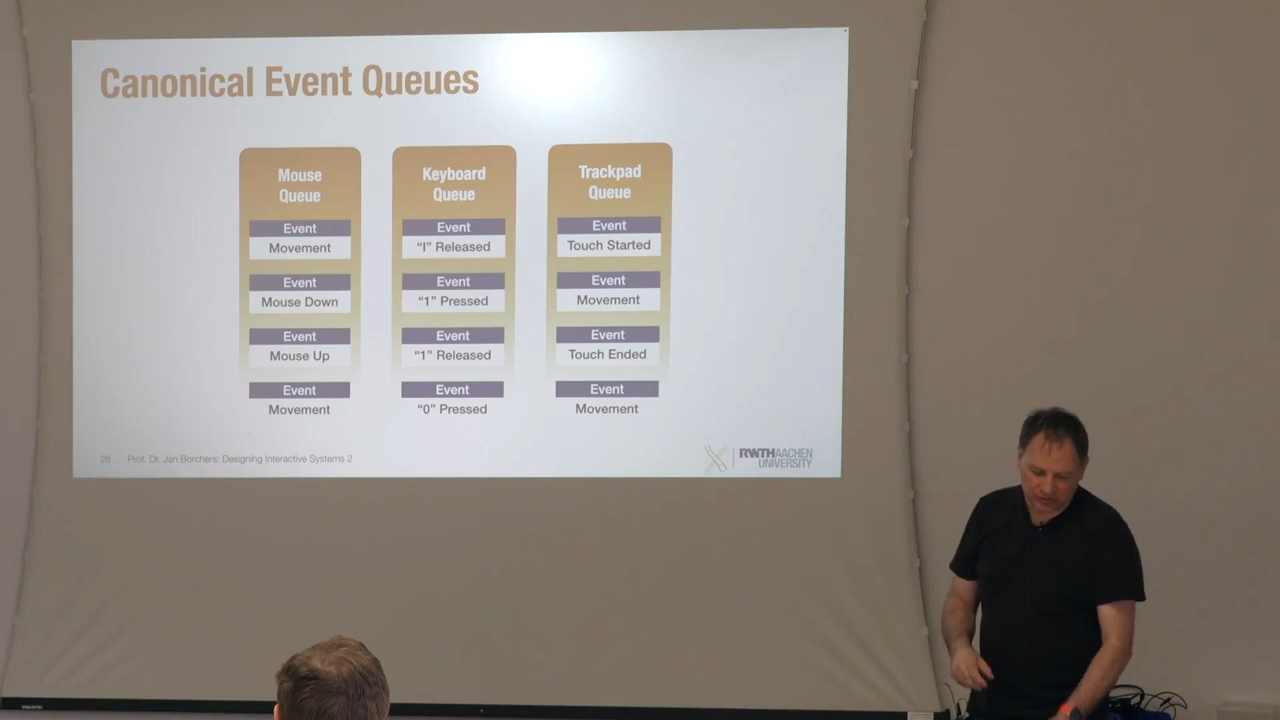 Canonical Event Queues
Mouse
Queue
Event
Movement
Event
Mouse Down
Event
Mouse Up
Event
Movement
Keyboard
Queue
Event
“I” Released
Event
“1” Pressed
Event
“1” Released
Event
“0” Pressed
Trackpad
Queue
Event
Touch Started
Event
Movement
Event
Touch Ended
Event
Movement
28 Prof. Dr. Jan Borchers: Designing Interactive Systems 2
RWTHAACHEN
UNIVERSITY